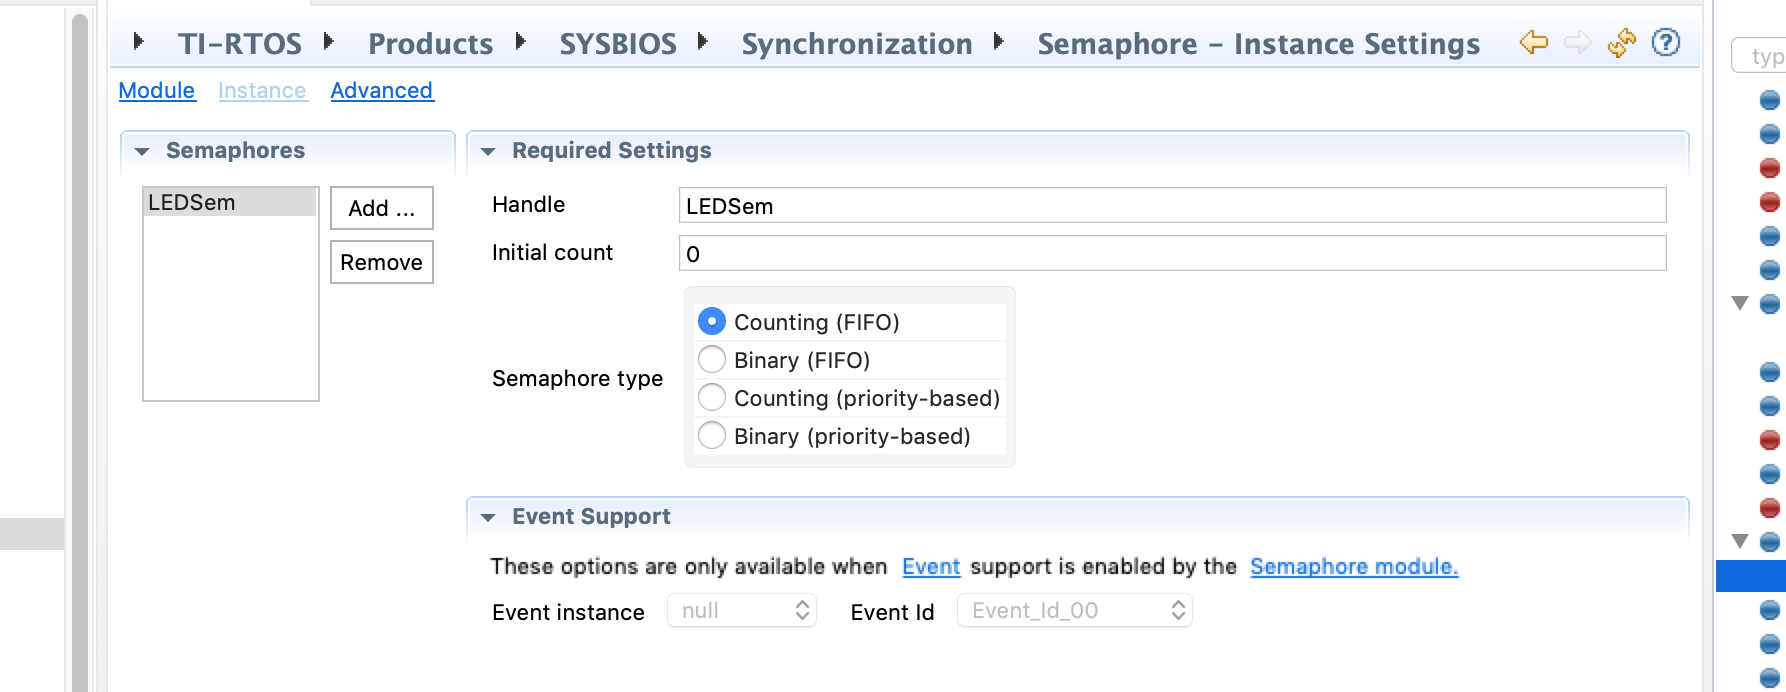 TI-RTOS Products SYSBIOS Synchronization Semaphore - Instance Settings
Module Instance Advanced
Semaphores
LEDSem
Add ...
Remove
Required Settings
Handle LEDSem
Initial count 0
Semaphore type
Counting (FIFO)
Binary (FIFO)
Counting (priority-based)
Binary (priority-based)
Event Support
These options are only available when Event support is enabled by the Semaphore module.
Event instance null Event Id Event_Id_00
typ